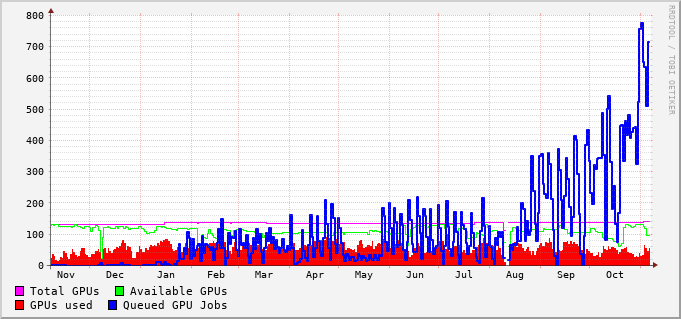 800
700
600
500
400
300
200
100
0
Nov Dec Jan Feb Mar Apr May Jun Jul Aug Sep Oct
Total GPUs Available GPUs
GPUs used Queued GPU Jobs
RRDTOOL / TOBI OETIKER